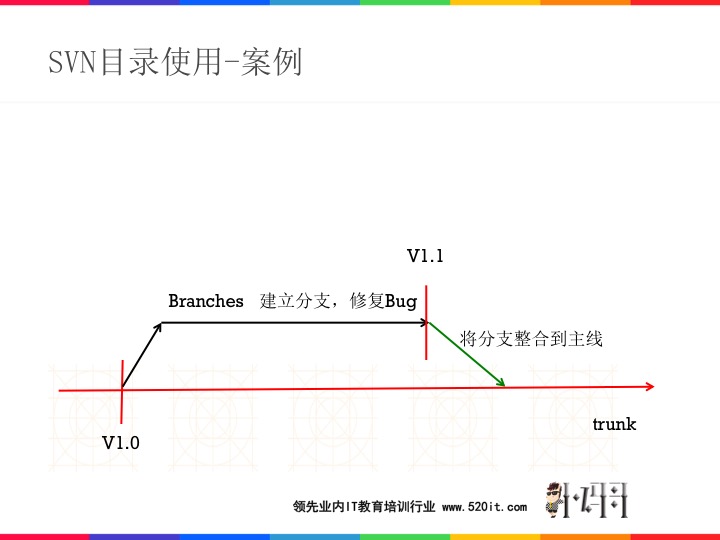 SVN目录使用-案例
V1.1
Branches 建立分支，修复Bug
将分支整合到主线
trunk
V1.0
领先业内IT教育培训行业 www.520it.com
小码哥